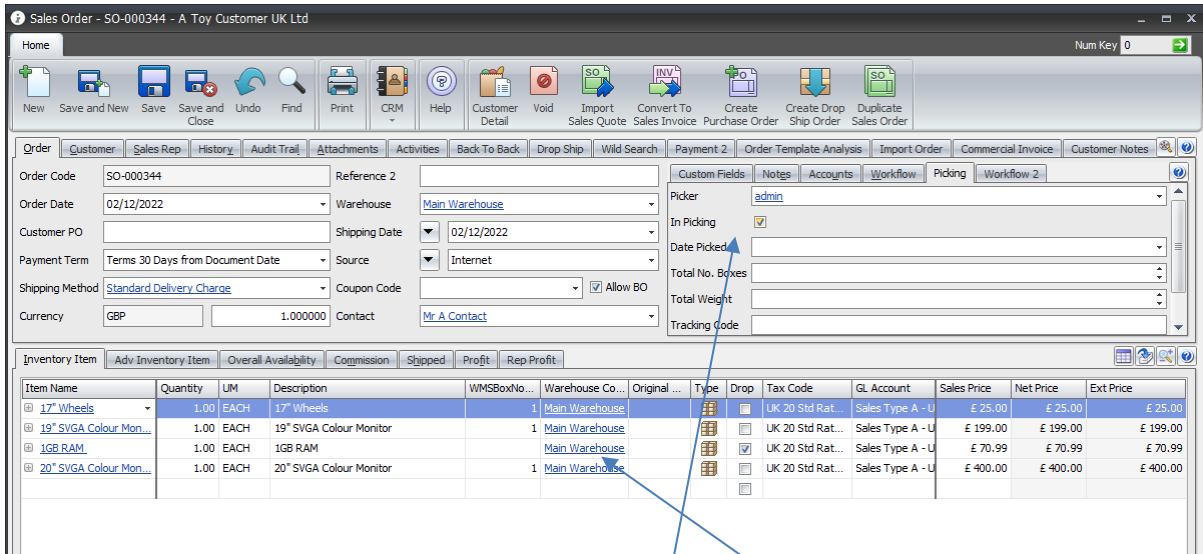 Sales Order - SO-000344 - A Toy Customer UK Ltd
Home
Num Key 0
New
Save and New
Save
Save and Close
Undo
Find
Print
CRM
Help
Customer Detail
Void
Import Sales Quote
Convert To Sales Invoice
Create Purchase Order
Create Drop Ship Order
Duplicate Sales Order
Order Customer Sales Rep History Audit Trail Attachments Activities Back To Back Drop Ship Wild Search Payment 2 Order Template Analysis Import Order Commercial Invoice Customer Notes
Order Code SO-000344
Order Date 02/12/2022
Customer PO
Payment Term Terms 30 Days from Document Date
Shipping Method Standard Delivery Charge
Currency GBP 1.000000
Reference 2
Warehouse Main Warehouse
Shipping Date 02/12/2022
Source Internet
Coupon Code Allow BO
Contact Mr A Contact
Custom Fields Notes Accounts Workflow Picking Workflow 2
Picker admin
In Picking
Date Picked
Total No. Boxes
Total Weight
Tracking Code
Inventory Item Adv Inventory Item Overall Availability Commission Shipped Profit Rep Profit
Item Name Quantity UM Description WMSBoxNo... Warehouse Co... Original ... Type Drop Tax Code GL Account Sales Price Net Price Ext Price
17" Wheels 1.00 EACH 17" Wheels 1 Main Warehouse UK 20 Std Rat... Sales Type A - U £ 25.00 £ 25.00 £ 25.00
19" SVGA Colour Mon... 1.00 EACH 19" SVGA Colour Monitor 1 Main Warehouse UK 20 Std Rat... Sales Type A - U £ 199.00 £ 199.00 £ 199.00
1GB RAM 1.00 EACH 1GB RAM Main Warehouse UK 20 Std Rat... Sales Type A - U £ 70.99 £ 70.99 £ 70.99
20" SVGA Colour Mon... 1.00 EACH 20" SVGA Colour Monitor 1 Main Warehouse UK 20 Std Rat... Sales Type A - U £ 400.00 £ 400.00 £ 400.00